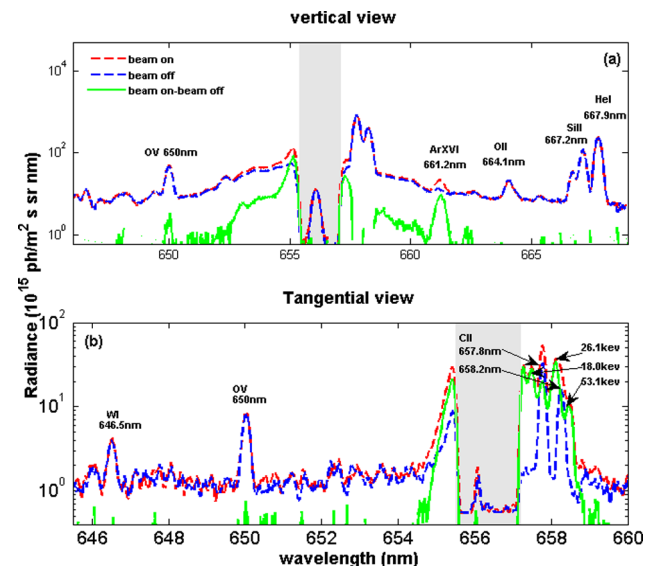 vertical view
beam on
beam off
beam on-beam off
(a)
HeI
667.9nm
SiII
667.2nm
OII
664.1nm
ArXVI
661.2nm
OV 650nm
10^4
10^2
10^0
650
655
660
665
Radiance (10^15 ph/m^2 s sr nm)
Tangential view
(b)
CII
657.8nm
658.2nm
26.1kev
18.0kev
53.1kev
OV
650nm
WI
646.5nm
10^2
10^1
10^0
646
648
650
652
654
656
658
660
wavelength (nm)